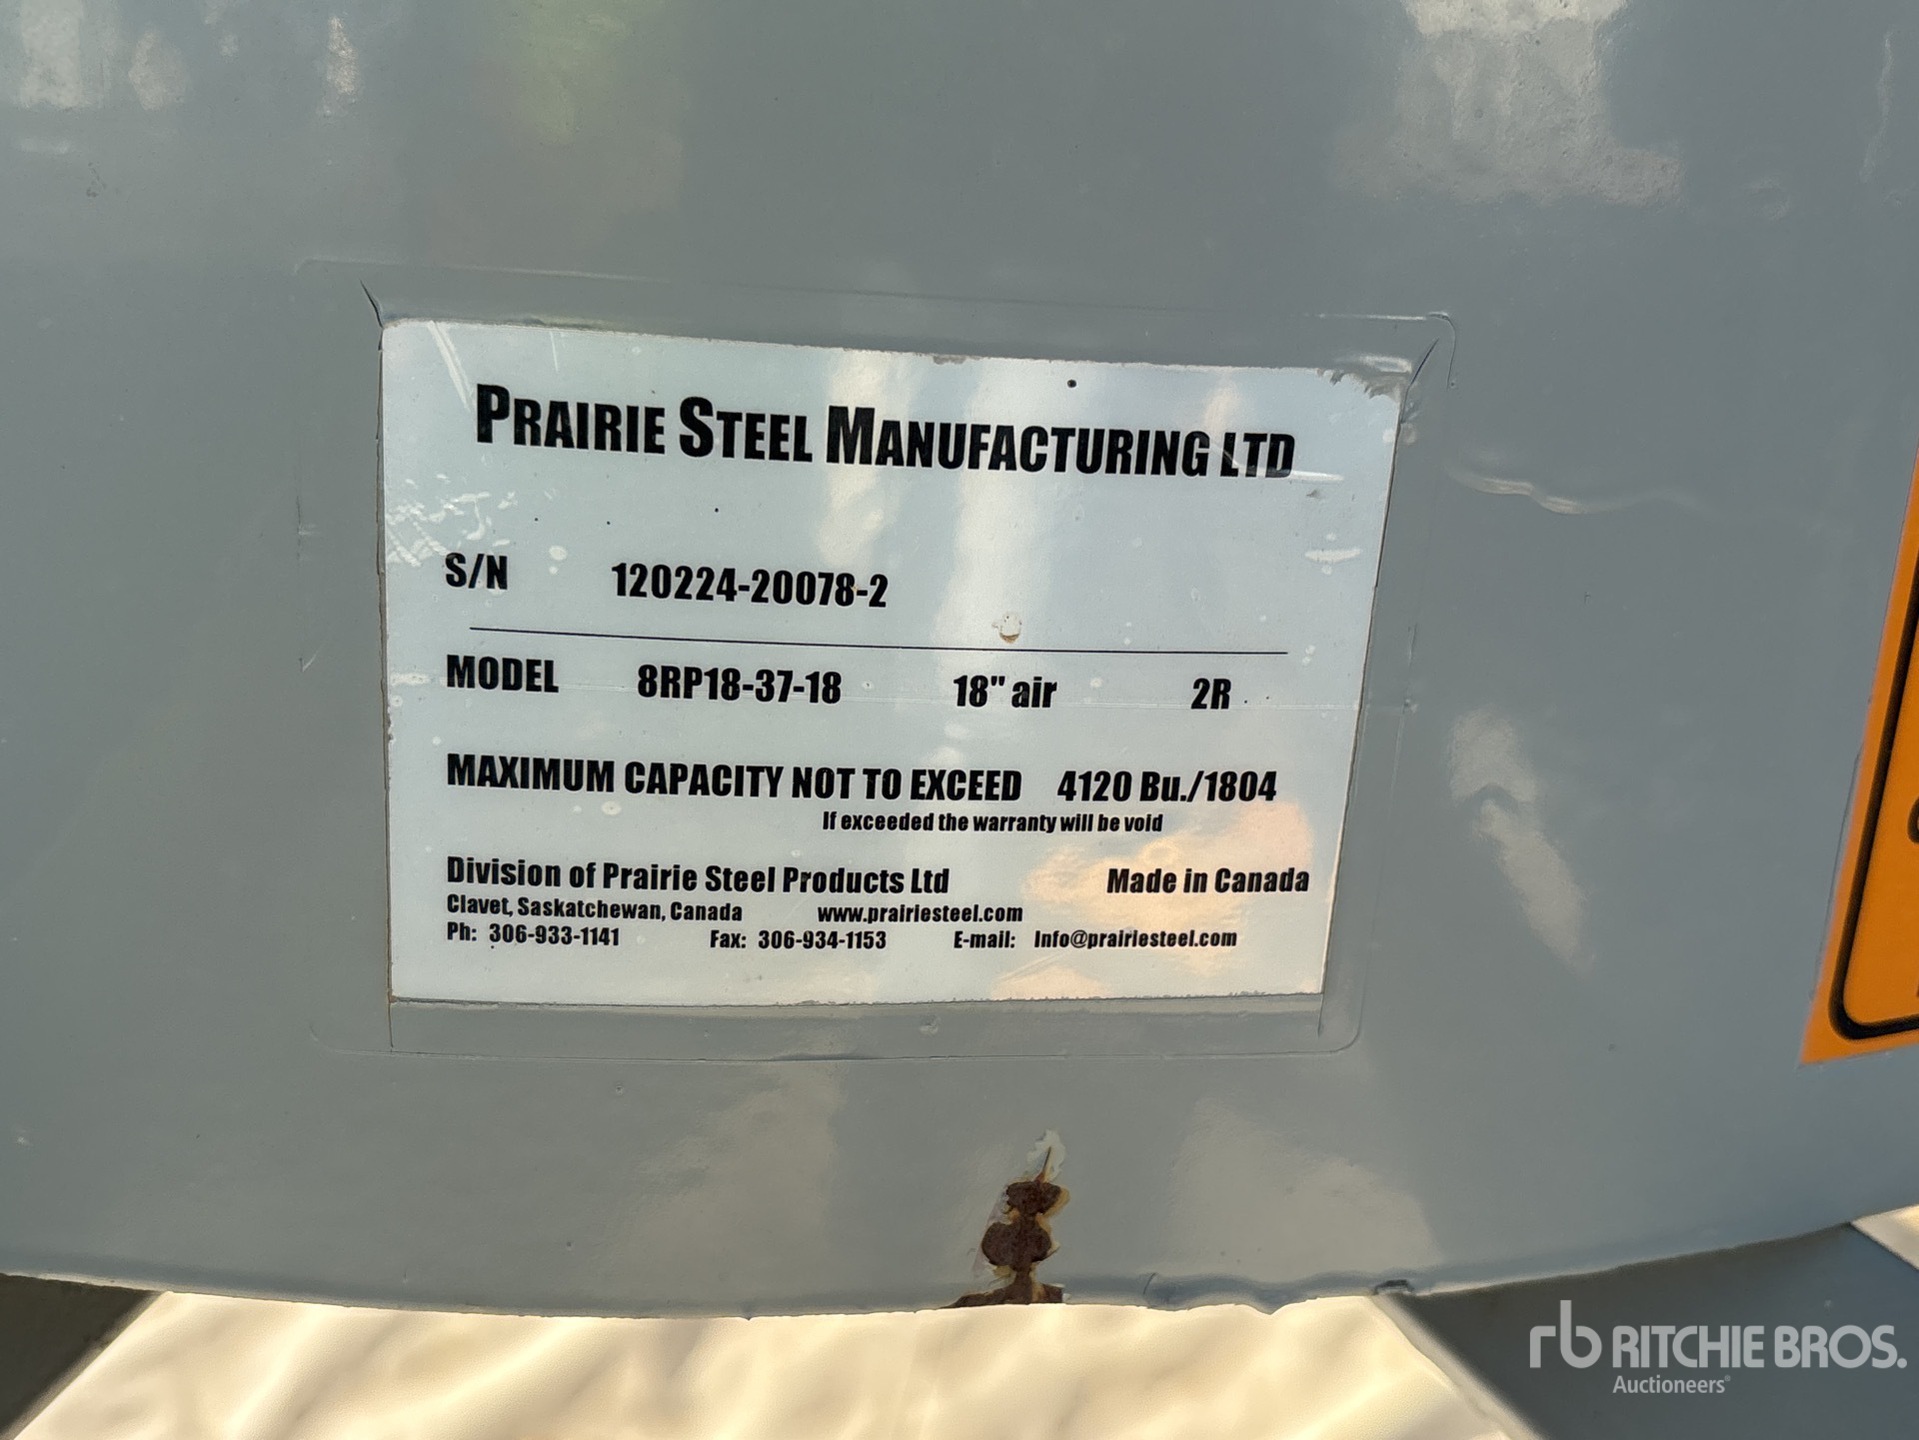 PRAIRIE STEEL MANUFACTURING LTD
S/N 120224-20078-2
MODEL 8RP18-37-18 18" air 2R
MAXIMUM CAPACITY NOT TO EXCEED 4120 Bu./1804
If exceeded the warranty will be void
Division of Prairie Steel Products Ltd Made in Canada
Clavet, Saskatchewan, Canada www.prairiesteel.com
Ph: 306-933-1141 Fax: 306-934-1153 E-mail: Info@prairiesteel.com
rb RITCHIE BROS.
Auctioneers®